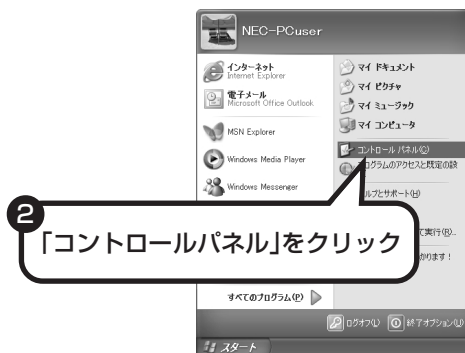 NEC-PCuser
インターネット
Internet Explorer
電子メール
Microsoft Office Outlook
MSN Explorer
Windows Media Player
Windows Messenger
すべてのプログラム(P)
マイ ドキュメント
マイ ピクチャ
マイ ミュージック
マイ コンピュータ
コントロール パネル(C)
プログラムのアクセスと既定の設
ルプとサポート(H)
て実行(R)...
かります!
2
「コントロールパネル」をクリック
ログオフ(L)
終了オプション(U)
スタート